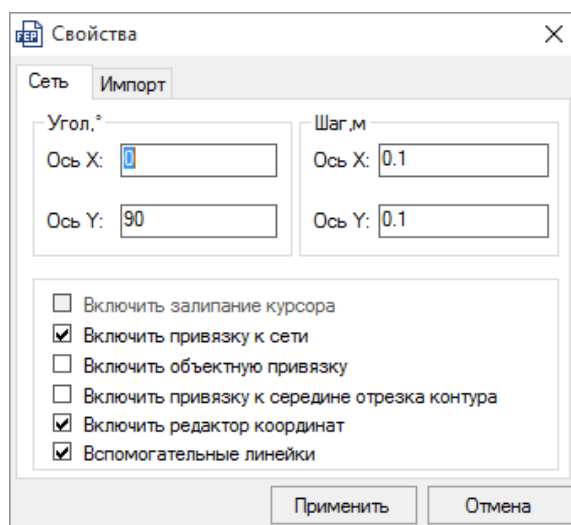 FEP Свойства
Сеть Импорт
Угол,° Шаг,м
Ось X: 0 Ось X: 0.1
Ось Y: 90 Ось Y: 0.1
Включить залипание курсора
Включить привязку к сети
Включить объектную привязку
Включить привязку к середине отрезка контура
Включить редактор координат
Вспомогательные линейки
Применить Отмена